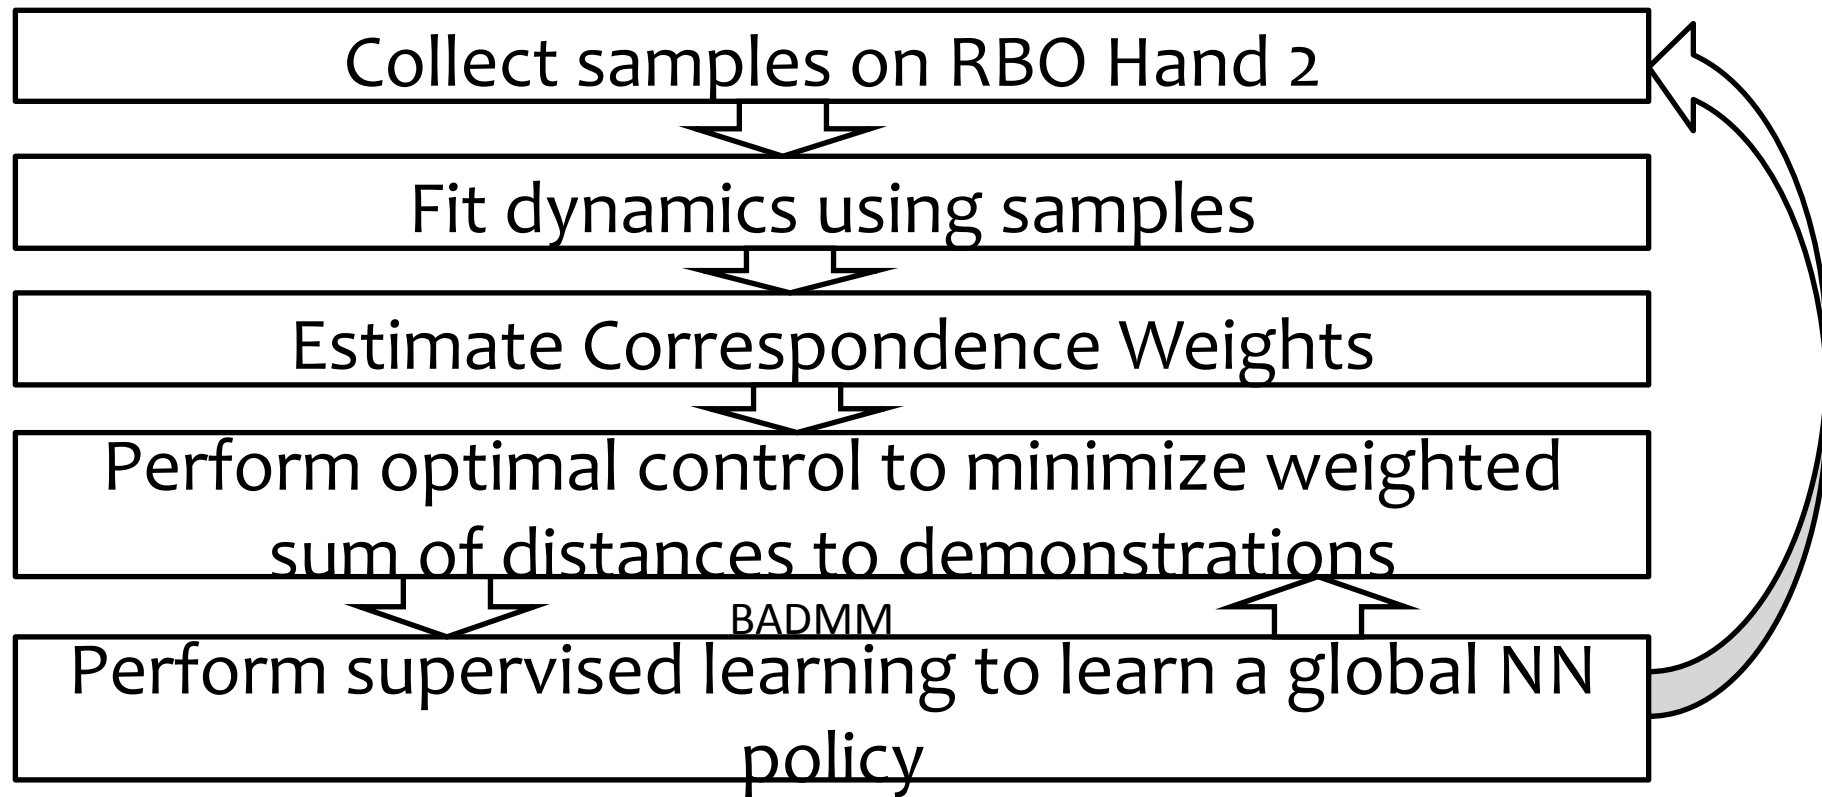 Collect samples on RBO Hand 2
Fit dynamics using samples
Estimate Correspondence Weights
Perform optimal control to minimize weighted
sum of distances to demonstrations
BADMM
Perform supervised learning to learn a global NN
policy